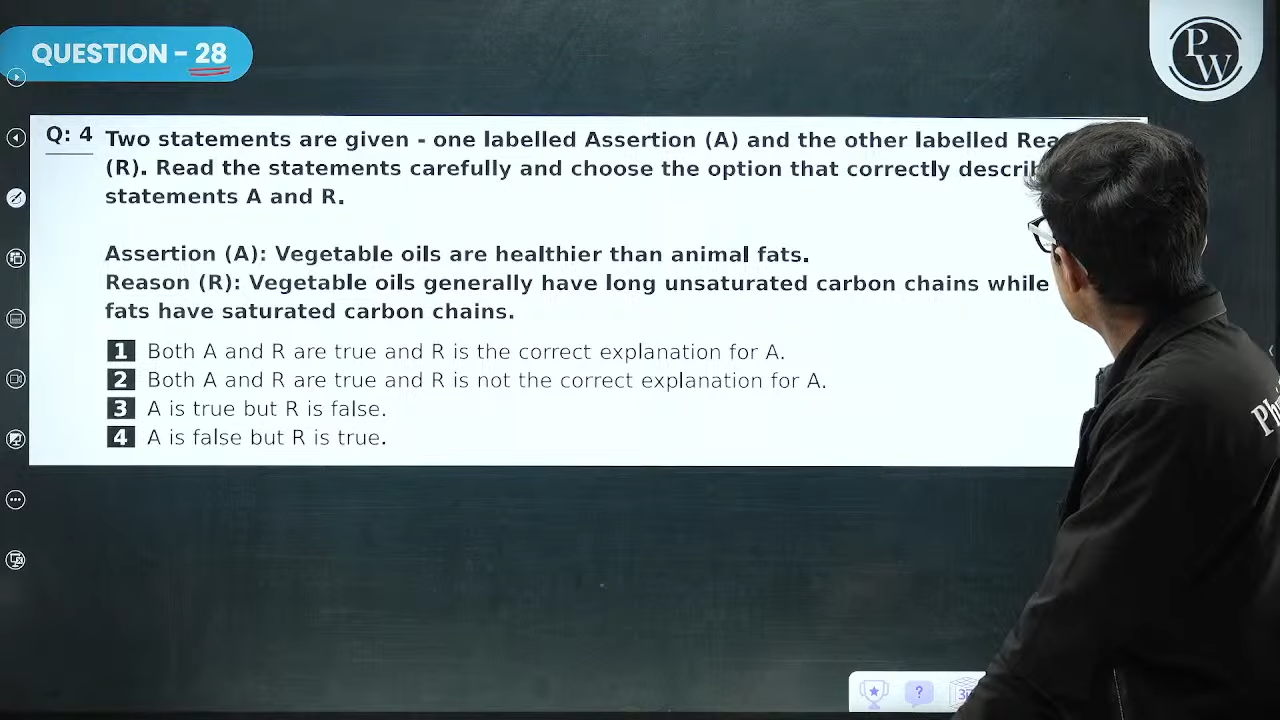 QUESTION - 28
P
W
Q: 4 Two statements are given - one labelled Assertion (A) and the other labelled
(R). Read the statements carefully and choose the option that correctly
statements A and R.
Assertion (A): Vegetable oils are healthier than animal fats.
Reason (R): Vegetable oils generally have long unsaturated carbon chains while
fats have saturated carbon chains.
1 Both A and R are true and R is the correct explanation for A.
2 Both A and R are true and R is not the correct explanation for A.
3 A is true but R is false.
4 A is false but R is true.
?